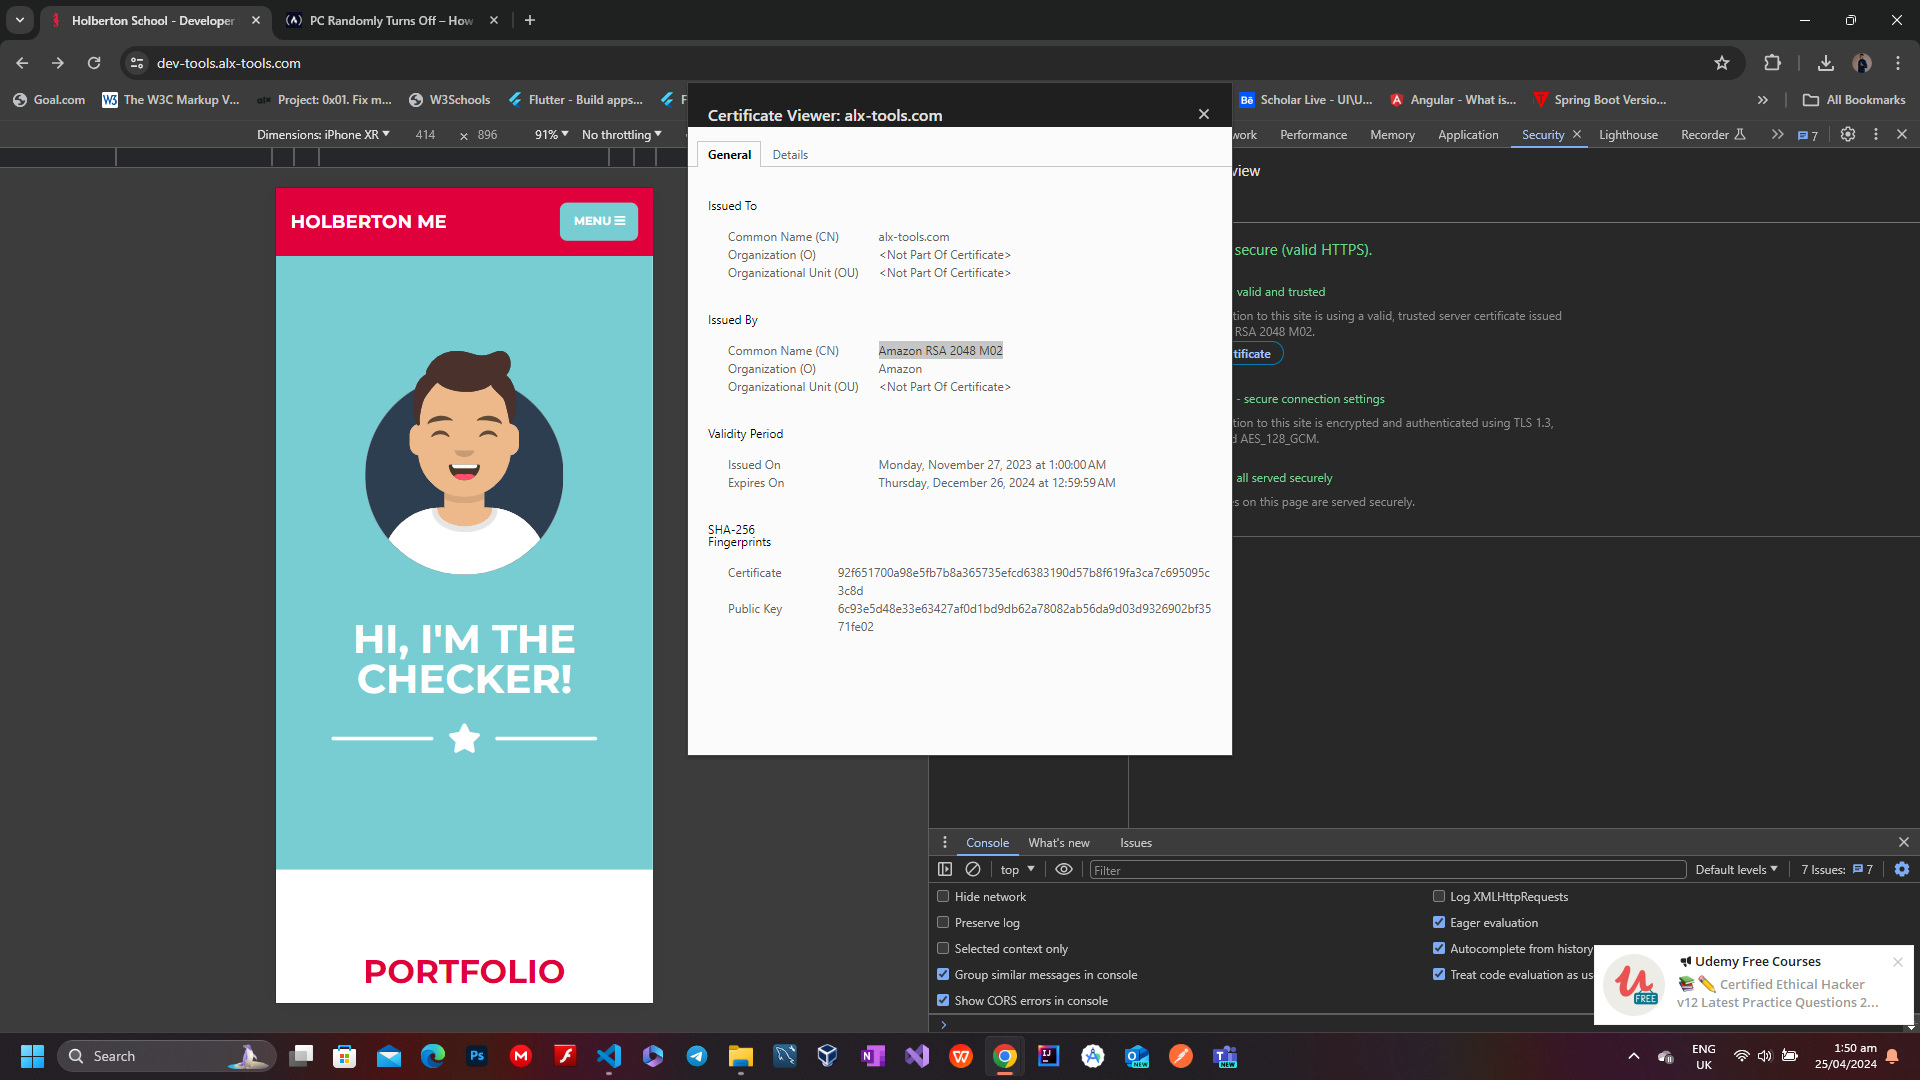 Holberton School - Developer
PC Randomly Turns Off – How
dev-tools.alx-tools.com
Goal.com
The W3C Markup V...
Project: 0x01. Fix m...
W3Schools
Flutter - Build apps...
F
Scholar Live - UI\U...
Angular - What is...
Spring Boot Versio...
All Bookmarks
Dimensions: iPhone XR
414
×
896
91%
No throttling
work
Performance
Memory
Application
Security
Lighthouse
Recorder
7
HOLBERTON ME
MENU
HI, I'M THE
CHECKER!
PORTFOLIO
Certificate Viewer: alx-tools.com
General
Details
Issued To
Common Name (CN)
alx-tools.com
Organization (O)
<Not Part Of Certificate>
Organizational Unit (OU)
<Not Part Of Certificate>
Issued By
Common Name (CN)
Amazon RSA 2048 M02
Organization (O)
Amazon
Organizational Unit (OU)
<Not Part Of Certificate>
Validity Period
Issued On
Monday, November 27, 2023 at 1:00:00 AM
Expires On
Thursday, December 26, 2024 at 12:59:59 AM
SHA-256
Fingerprints
Certificate
92f651700a98e5fb7b8a365735efcd6383190d57b8f619fa3ca7c695095c
3c8d
Public Key
6c93e5d48e33e63427af0d1bd9db62a78082ab56da9d03d9326902bf35
71fe02
view
secure (valid HTTPS).
valid and trusted
tion to this site is using a valid, trusted server certificate issued
RSA 2048 M02.
tificate
- secure connection settings
tion to this site is encrypted and authenticated using TLS 1.3,
d AES_128_GCM.
all served securely
es on this page are served securely.
Console
What's new
Issues
top
Filter
Default levels
7 Issues:
7
Hide network
Log XMLHttpRequests
Preserve log
Eager evaluation
Selected context only
Autocomplete from history
Group similar messages in console
Treat code evaluation as us
Show CORS errors in console
Udemy Free Courses
Certified Ethical Hacker
v12 Latest Practice Questions 2...
FREE
Search
ENG
UK
1:50 am
25/04/2024